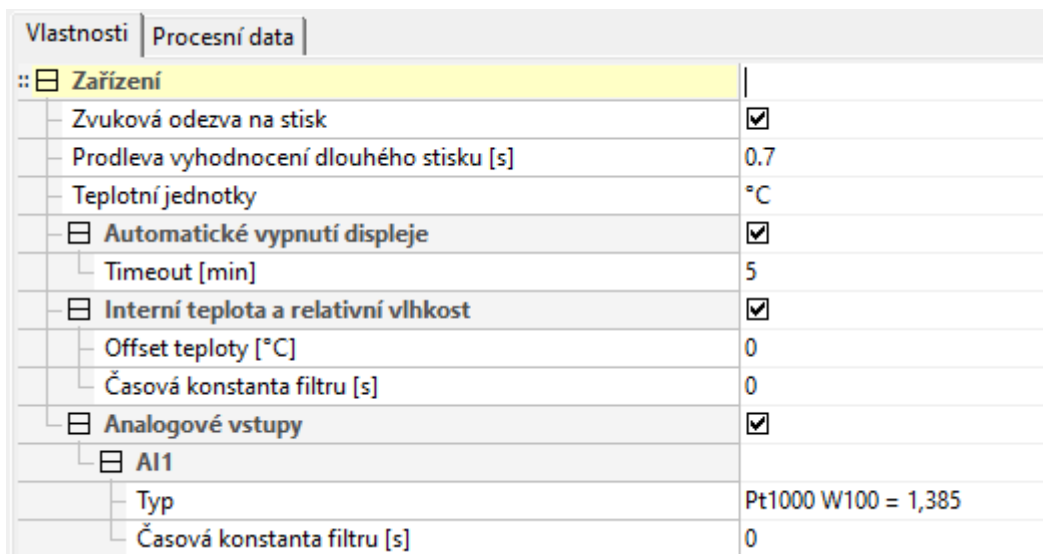 Vlastnosti Procesní data
Zařízení
Zvuková odezva na stisk
Prodleva vyhodnocení dlouhého stisku [s] 0.7
Teplotní jednotky °C
Automatické vypnutí displeje
Timeout [min] 5
Interní teplota a relativní vlhkost
Offset teploty [°C] 0
Časová konstanta filtru [s] 0
Analogové vstupy
AI1
Typ Pt1000 W100 = 1,385
Časová konstanta filtru [s] 0